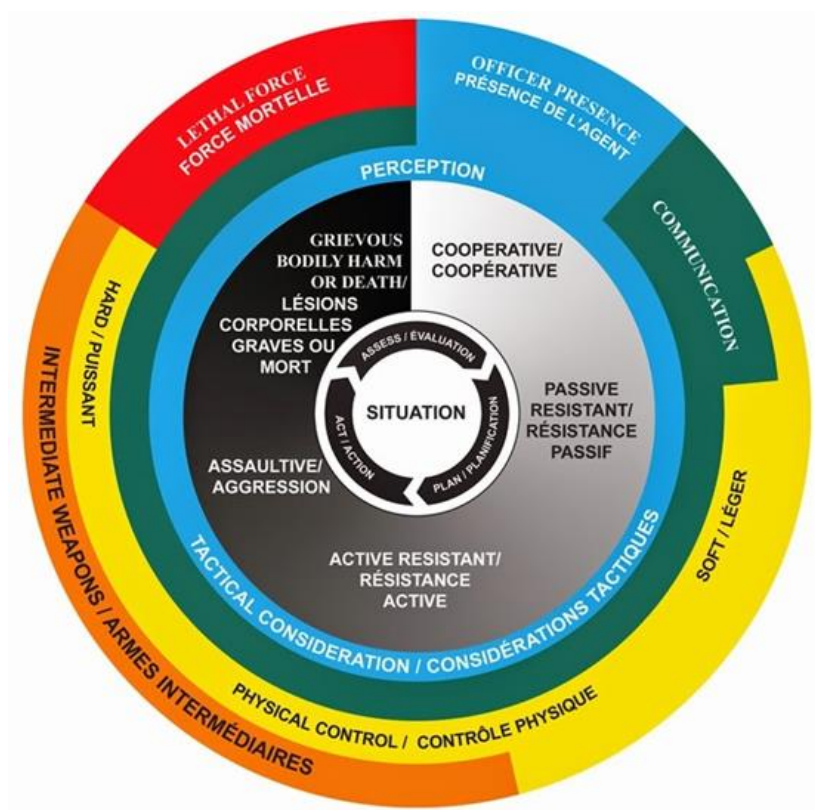 LETHAL FORCE
FORCE MORTELLE
OFFICER PRESENCE
PRÉSENCE DE L'AGENT
COMMUNICATION
PERCEPTION
GRIEVOUS
BODILY HARM
OR DEATH/
LÉSIONS
CORPORELLES
GRAVES OU
MORT
COOPERATIVE/
COOPÉRATIVE
ASSESS / ÉVALUATION
SITUATION
PLAN / PLANIFICATION
ACT / ACTION
PASSIVE
RESISTANT/
RÉSISTANCE
PASSIF
ASSAULTIVE/
AGGRESSION
ACTIVE RESISTANT/
RÉSISTANCE
ACTIVE
TACTICAL CONSIDERATION / CONSIDÉRATIONS TACTIQUES
HARD / PUISSANT
SOFT / LÉGER
PHYSICAL CONTROL / CONTRÔLE PHYSIQUE
INTERMEDIATE WEAPONS / ARMES INTERMÉDIAIRES